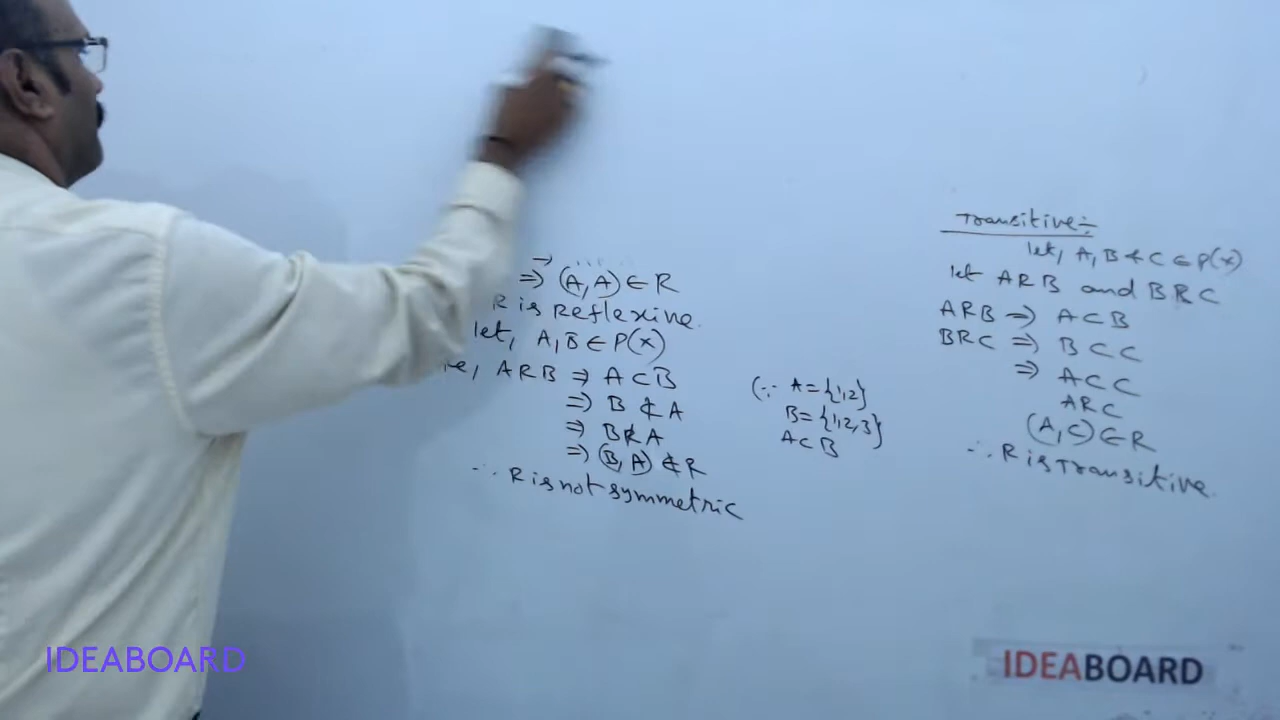 ⇒ (A, A) ∈ R
R is Reflexive.
let, A, B ∈ P(X)
ARB ⇒ A ⊂ B
⇒ B ⊄ A
⇒ B R̸ A
⇒ (B, A) ∉ R
∴ R is not symmetric
(∵ A = {1,2}
B = {1,2,3}
A ⊂ B
Transitive:-
let, A, B & C ∈ P(X)
let ARB and BRC
ARB ⇒ A ⊂ B
BRC ⇒ B ⊂ C
⇒ A ⊂ C
ARC
(A, C) ∈ R
∴ R is Transitive.
IDEABOARD
IDEABOARD